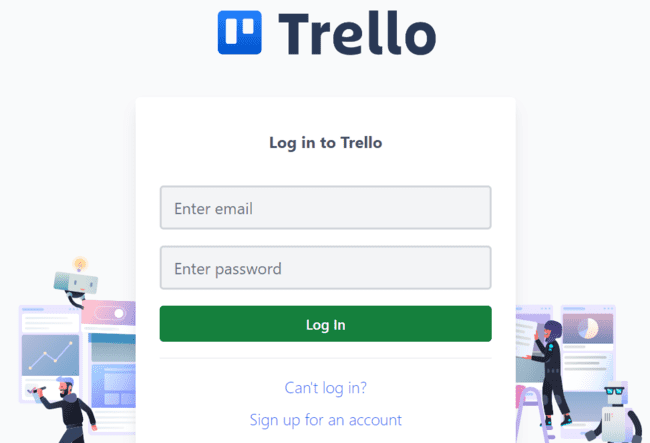 Trello
Log in to Trello
Enter email
Enter password
Log In
Can't log in?
Sign up for an account